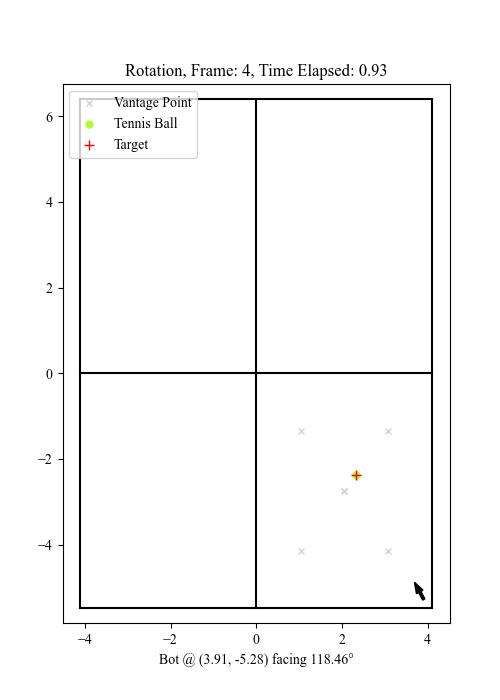 Rotation, Frame: 4, Time Elapsed: 0.93
Vantage Point
Tennis Ball
Target
6
4
2
0
−2
−4
−4
−2
0
2
4
Bot @ (3.91, -5.28) facing 118.46°